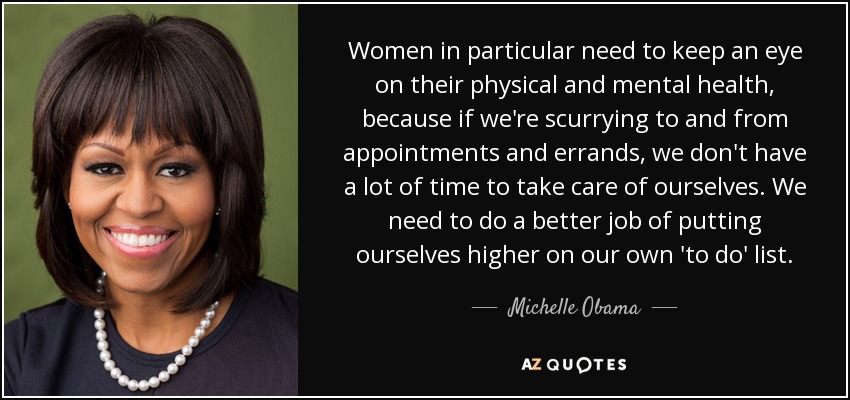 Women in particular need to keep an eye
on their physical and mental health,
because if we're scurrying to and from
appointments and errands, we don't have
a lot of time to take care of ourselves. We
need to do a better job of putting
ourselves higher on our own 'to do' list.
Michelle Obama
AZ QUOTES